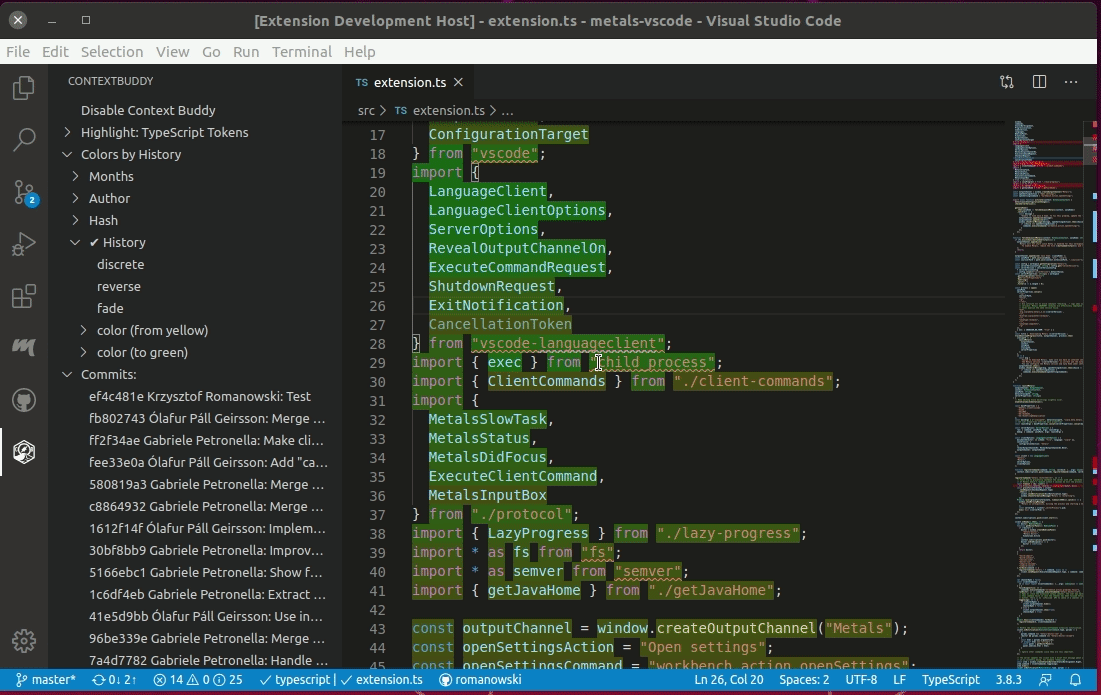 [Extension Development Host] - extension.ts - metals-vscode - Visual Studio Code
File Edit Selection View Go Run Terminal Help
CONTEXTBUDDY
Disable Context Buddy
Highlight: TypeScript Tokens
Colors by History
Months
Author
Hash
✔ History
discrete
reverse
fade
color (from yellow)
color (to green)
Commits:
ef4c481e Krzysztof Romanowski: Test
fb802743 Ólafur Páll Geirsson: Merge ...
ff2f34ae Gabriele Petronella: Make cli...
fee33e0a Ólafur Páll Geirsson: Add "ca...
580819a3 Gabriele Petronella: Merge ...
c8864932 Gabriele Petronella: Merge ...
1612f14f Ólafur Páll Geirsson: Implem...
30bf8bb9 Gabriele Petronella: Improv...
5166ebc1 Gabriele Petronella: Show f...
1c6df4eb Gabriele Petronella: Extract ...
41e5d9bb Ólafur Páll Geirsson: Use in...
96be339e Gabriele Petronella: Merge ...
7a4d7782 Gabriele Petronella: Handle ...
2
TS extension.ts
src > TS extension.ts > ...
17 ConfigurationTarget
18 } from "vscode";
19 import {
20 LanguageClient,
21 LanguageClientOptions,
22 ServerOptions,
23 RevealOutputChannelOn,
24 ExecuteCommandRequest,
25 ShutdownRequest,
26 ExitNotification,
27 CancellationToken
28 } from "vscode-languageclient";
29 import { exec } from "child_process";
30 import { ClientCommands } from "./client-commands";
31 import {
32 MetalsSlowTask,
33 MetalsStatus,
34 MetalsDidFocus,
35 ExecuteClientCommand,
36 MetalsInputBox
37 } from "./protocol";
38 import { LazyProgress } from "./lazy-progress";
39 import * as fs from "fs";
40 import * as semver from "semver";
41 import { getJavaHome } from "./getJavaHome";
42
43 const outputChannel = window.createOutputChannel("Metals");
44 const openSettingsAction = "Open settings";
45 const openSettingsCommand = "workbench.action.openSettings";
master* 0↓ 2↑ 14 0 25 typescript | extension.ts romanowski Ln 26, Col 20 Spaces: 2 UTF-8 LF TypeScript 3.8.3